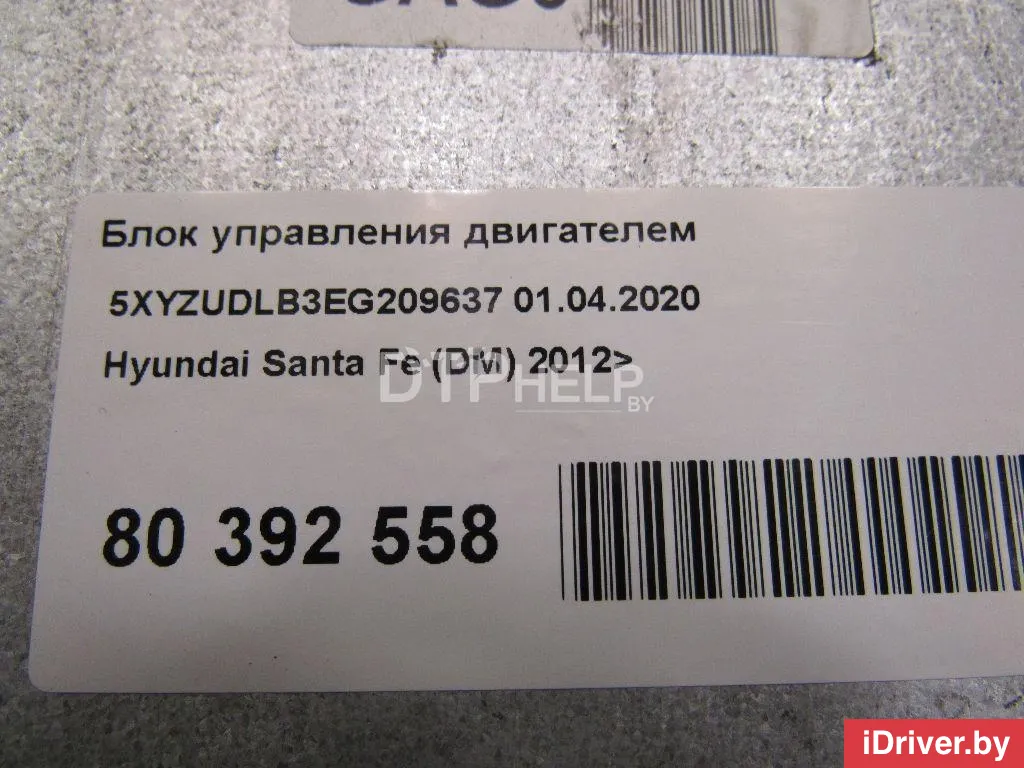 Блок управления двигателем
5XYZUDLB3EG209637 01.04.2020
Hyundai Santa Fe (DM) 2012>
DTPHELP.BY
80 392 558
iDriver.by